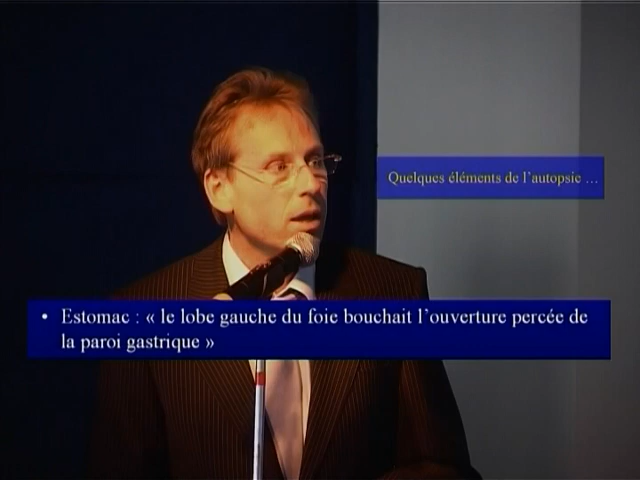 Quelques éléments de l'autopsie …
• Estomac : « le lobe gauche du foie bouchait l'ouverture percée de
la paroi gastrique »